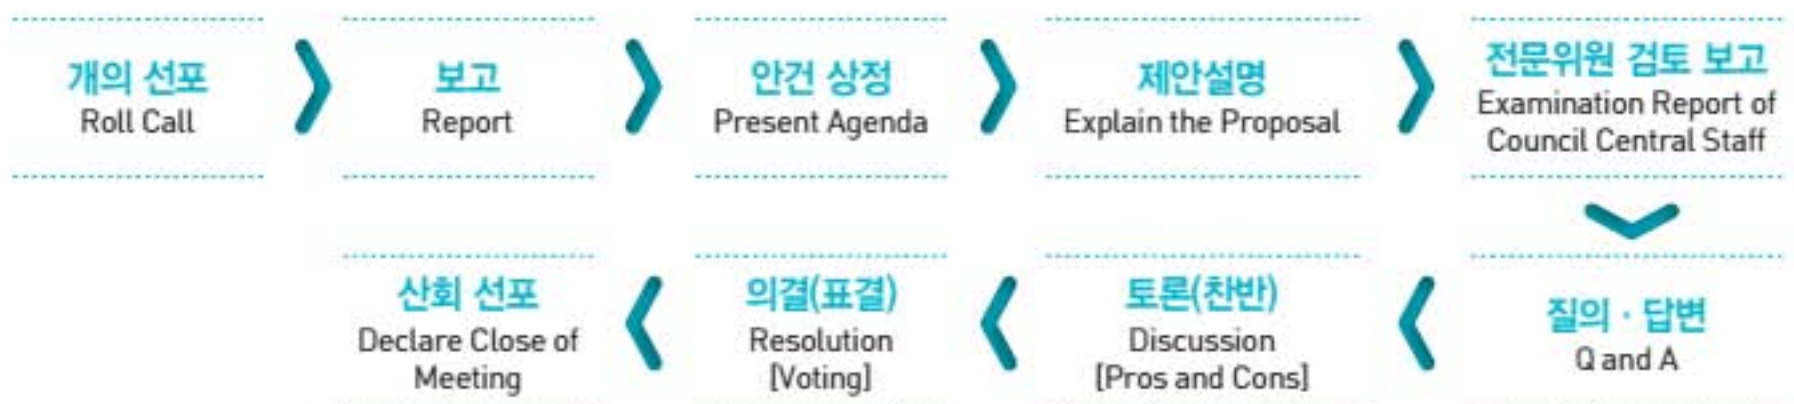 개의 선포
Roll Call
보고
Report
안건 상정
Present Agenda
제안설명
Explain the Proposal
전문위원 검토 보고
Examination Report of
Council Central Staff
질의 · 답변
Q and A
토론(찬반)
Discussion
[Pros and Cons]
의결(표결)
Resolution
[Voting]
산회 선포
Declare Close of
Meeting